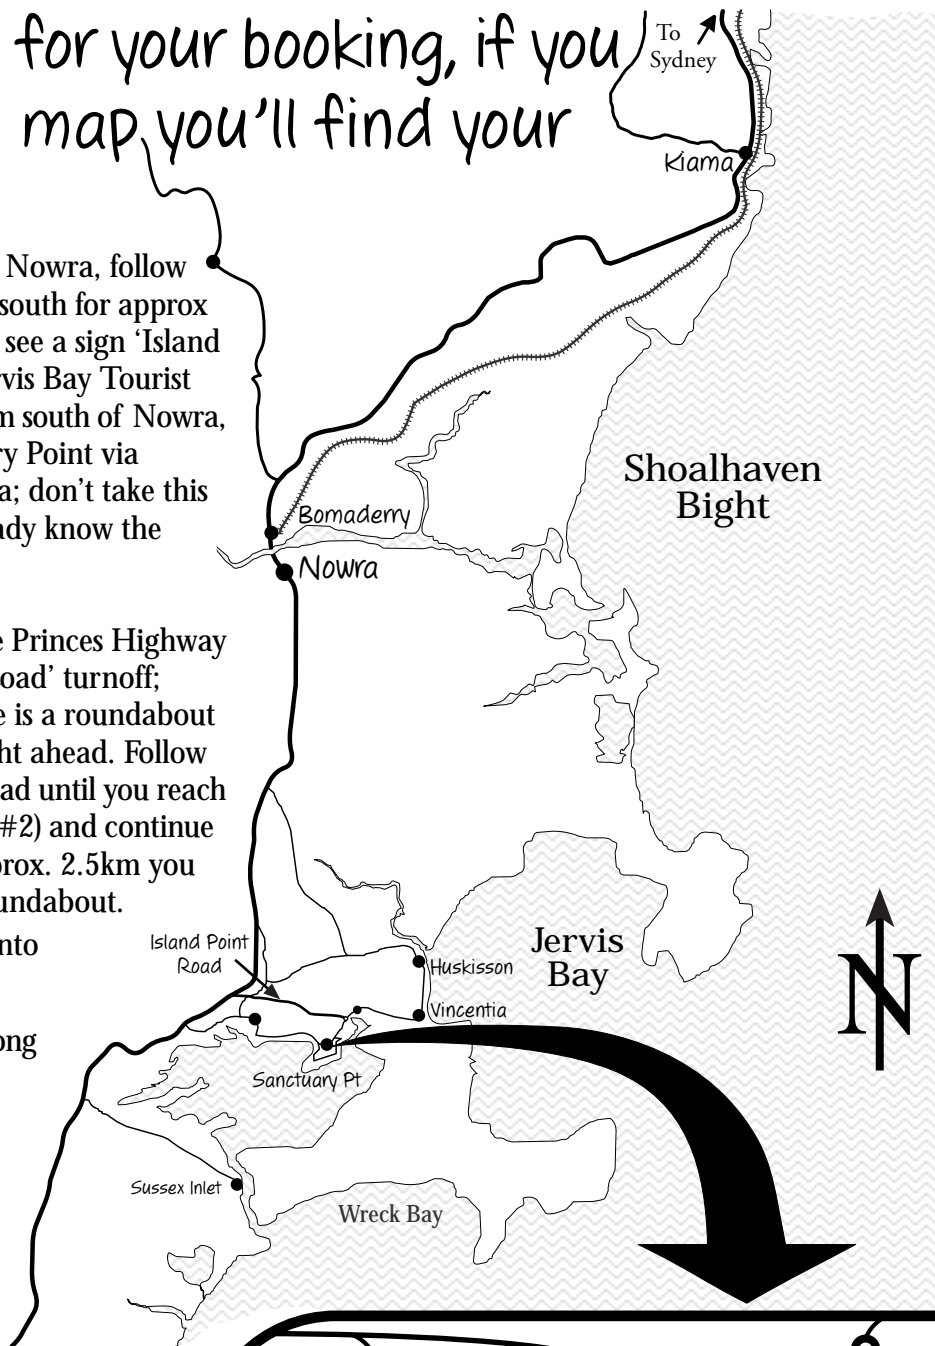 for your booking, if you
map you'll find your
To
Sydney
Kiama
Nowra, follow
south for approx
see a sign ‘Island
rvis Bay Tourist
m south of Nowra,
ry Point via
a; don't take this
ady know the
Shoalhaven
Bight
Bomaderry
Nowra
e Princes Highway
oad’ turnoff;
e is a roundabout
ht ahead. Follow
ad until you reach
#2) and continue
prox. 2.5km you
undabout.
nto
ong
Island Point
Road
Jervis
Bay
Huskisson
Vincentia
Sanctuary Pt
Sussex Inlet
Wreck Bay
N